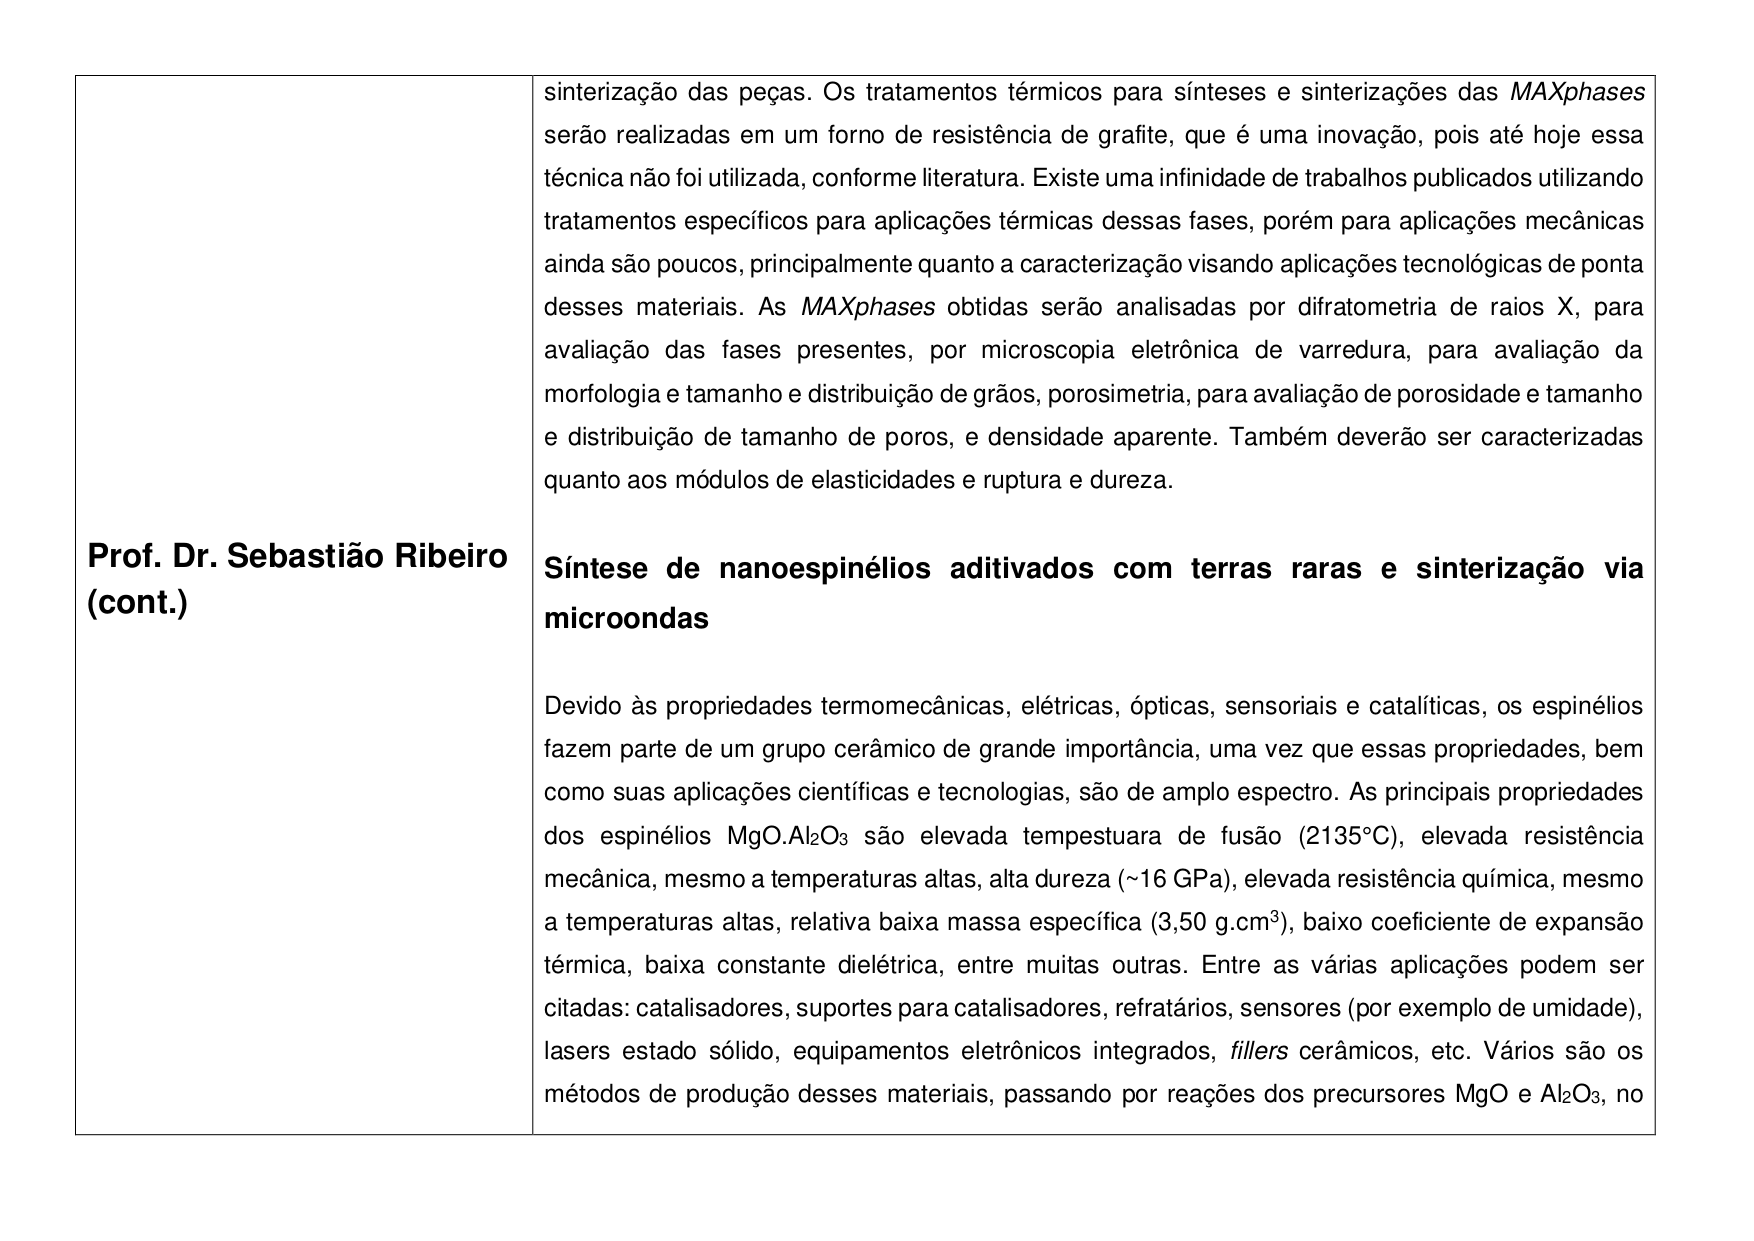 Prof. Dr. Sebastião Ribeiro
(cont.)
sinterização das peças. Os tratamentos térmicos para sínteses e sinterizações das MAXphases
serão realizadas em um forno de resistência de grafite, que é uma inovação, pois até hoje essa
técnica não foi utilizada, conforme literatura. Existe uma infinidade de trabalhos publicados utilizando
tratamentos específicos para aplicações térmicas dessas fases, porém para aplicações mecânicas
ainda são poucos, principalmente quanto a caracterização visando aplicações tecnológicas de ponta
desses materiais. As MAXphases obtidas serão analisadas por difratometria de raios X, para
avaliação das fases presentes, por microscopia eletrônica de varredura, para avaliação da
morfologia e tamanho e distribuição de grãos, porosimetria, para avaliação de porosidade e tamanho
e distribuição de tamanho de poros, e densidade aparente. Também deverão ser caracterizadas
quanto aos módulos de elasticidades e ruptura e dureza.
Síntese de nanoespinélios aditivados com terras raras e sinterização via
microondas
Devido às propriedades termomecânicas, elétricas, ópticas, sensoriais e catalíticas, os espinélios
fazem parte de um grupo cerâmico de grande importância, uma vez que essas propriedades, bem
como suas aplicações científicas e tecnologias, são de amplo espectro. As principais propriedades
dos espinélios MgO.Al₂O₃ são elevada tempestuara de fusão (2135°C), elevada resistência
mecânica, mesmo a temperaturas altas, alta dureza (~16 GPa), elevada resistência química, mesmo
a temperaturas altas, relativa baixa massa específica (3,50 g.cm³), baixo coeficiente de expansão
térmica, baixa constante dielétrica, entre muitas outras. Entre as várias aplicações podem ser
citadas: catalisadores, suportes para catalisadores, refratários, sensores (por exemplo de umidade),
lasers estado sólido, equipamentos eletrônicos integrados, fillers cerâmicos, etc. Vários são os
métodos de produção desses materiais, passando por reações dos precursores MgO e Al₂O₃, no